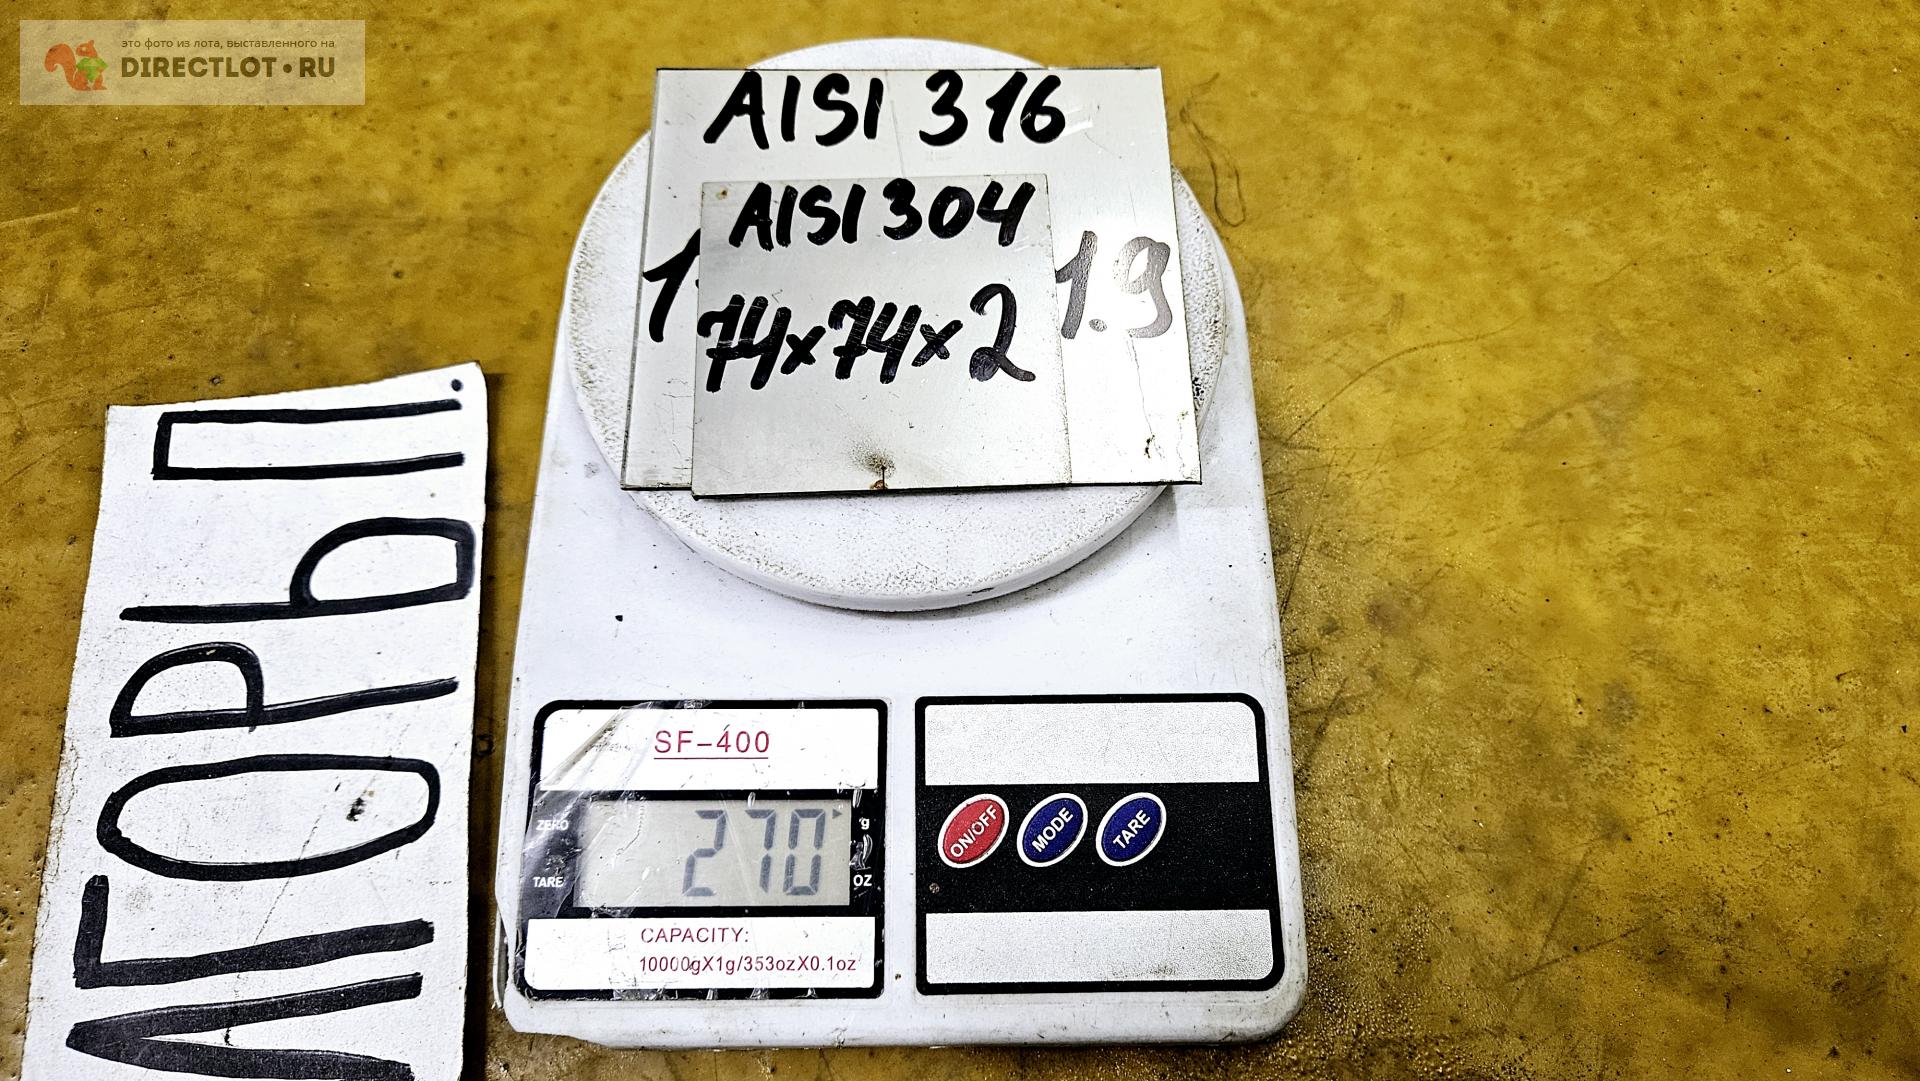 это фото из лота, выставленного на
DIRECTLOT•RU
AISI 316
AISI 304
1.9
74x74x2
SF-400
ZERO
270
g
TARE
OZ
CAPACITY:
10000gX1g/353ozX0.1oz
ON/OFF
MODE
TARE